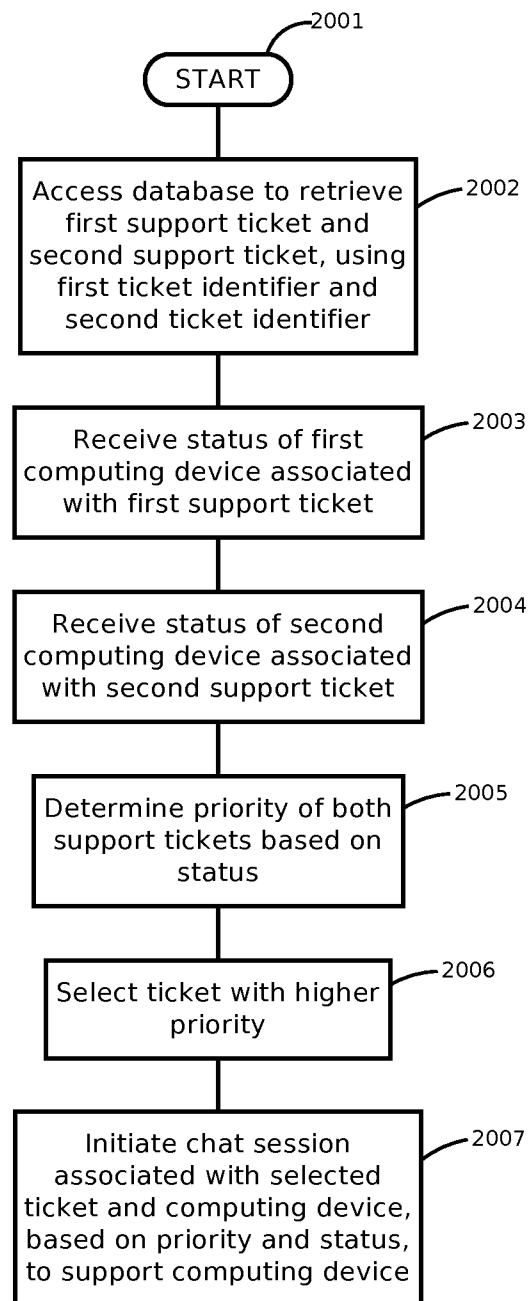 2001
START
Access database to retrieve
first support ticket and
second support ticket, using
first ticket identifier and
second ticket identifier
2002
Receive status of first
computing device associated
with first support ticket
2003
Receive status of second
computing device associated
with second support ticket
2004
Determine priority of both
support tickets based on
status
2005
Select ticket with higher
priority
2006
Initiate chat session
associated with selected
ticket and computing device,
based on priority and status,
to support computing device
2007